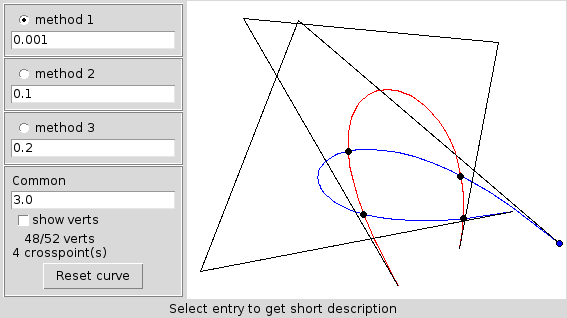 method 1
0.001
method 2
0.1
method 3
0.2
Common
3.0
show verts
48/52 verts
4 crosspoint(s)
Reset curve
Select entry to get short description